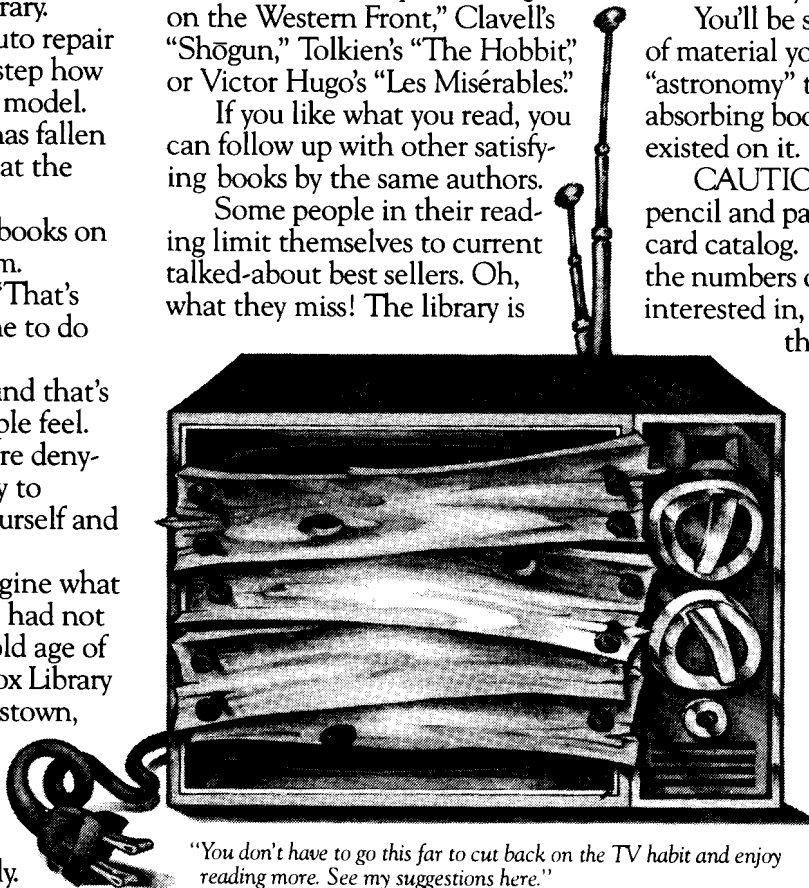 rary.
uto repair
step how
model.
has fallen
at the
books on
m.
“That’s
ne to do
and that’s
ple feel.
re deny-
y to
urself and
gine what
had not
old age of
ox Library
stown,
ly.
on the Western Front,” Clavell’s
“Shōgun,” Tolkien’s “The Hobbit,”
or Victor Hugo’s “Les Misérables.”
If you like what you read, you
can follow up with other satisfy-
ing books by the same authors.
Some people in their read-
ing limit themselves to current
talked-about best sellers. Oh,
what they miss! The library is
“You don’t have to go this far to cut back on the TV habit and enjoy
reading more. See my suggestions here.”
You’ll be s
of material yo
“astronomy” t
absorbing boo
existed on it.
CAUTIO
pencil and pa
card catalog.
the numbers o
interested in,
th